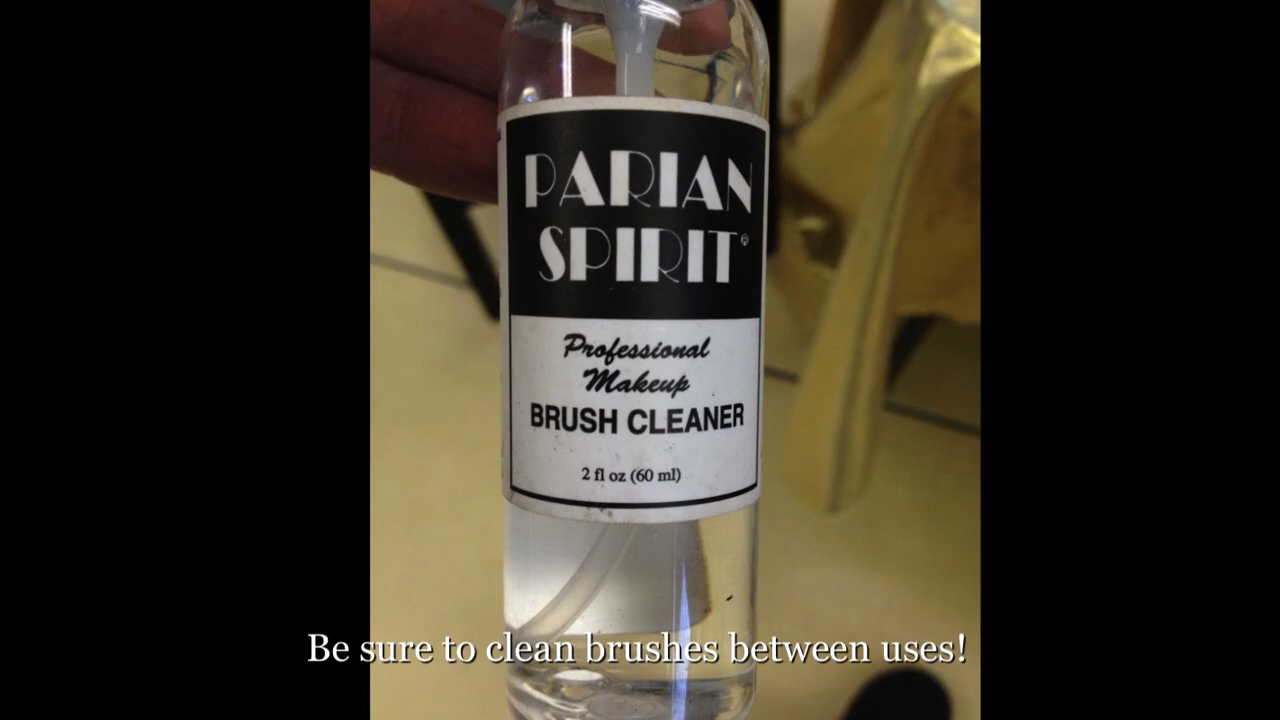 PARIAN
SPIRIT®
Professional
Makeup
BRUSH CLEANER
2 fl oz (60 ml)
Be sure to clean brushes between uses!